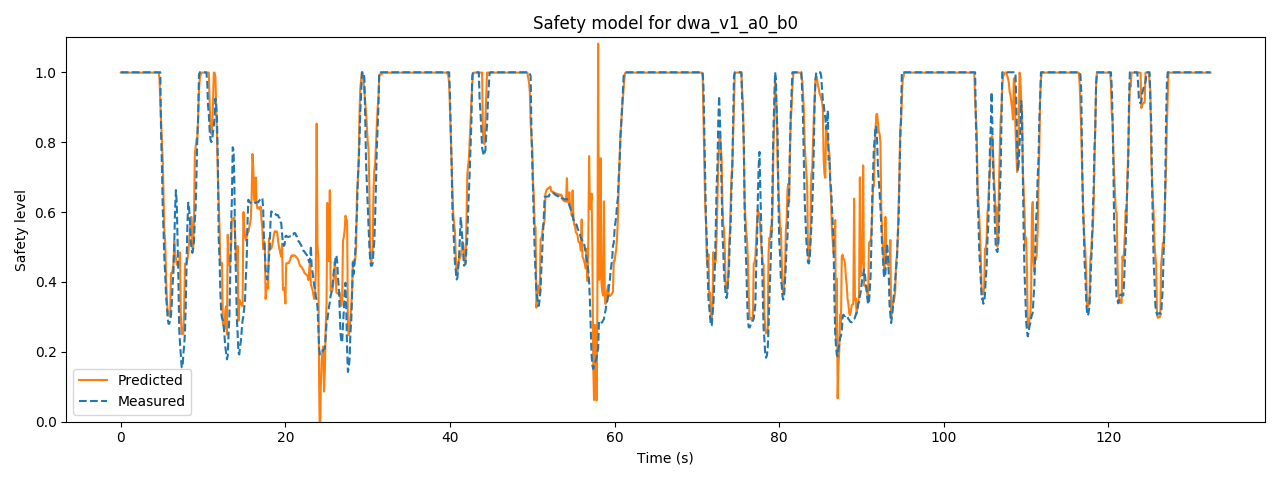 Safety model for dwa_v1_a0_b0
Safety level
1.0
0.8
0.6
0.4
0.2
0.0
Predicted
Measured
0 20 40 60 80 100 120
Time (s)